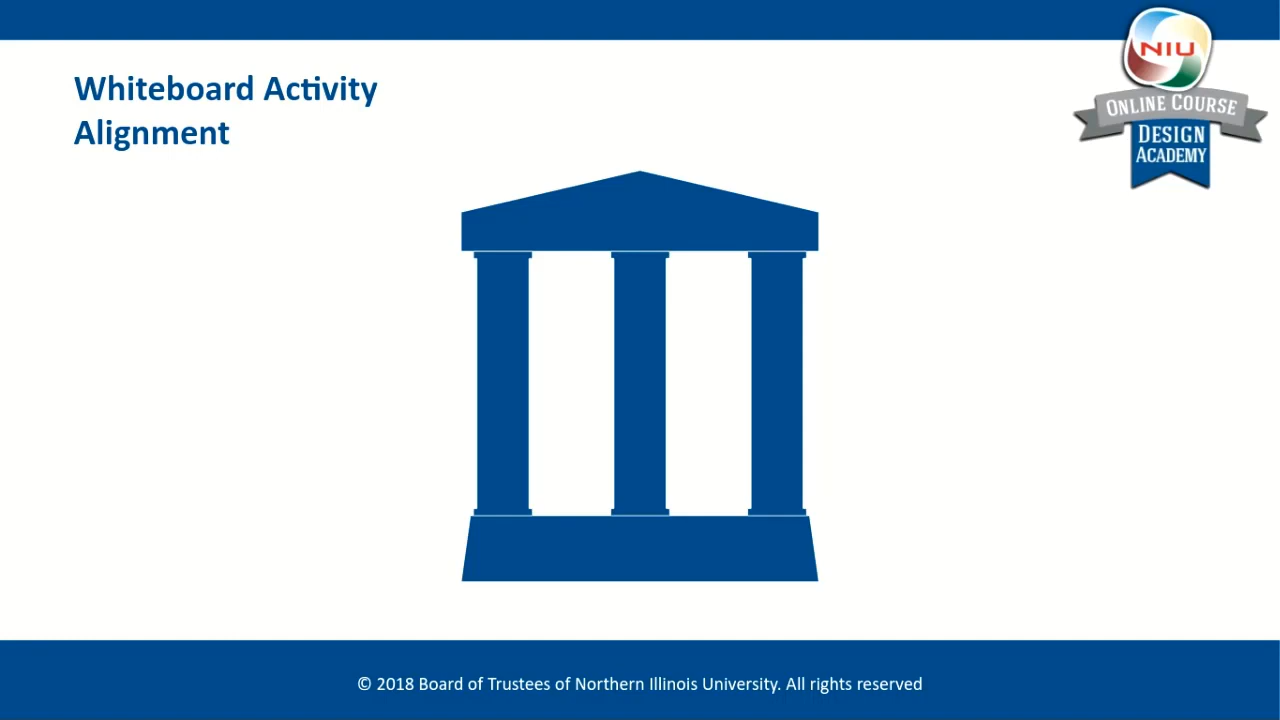 Whiteboard Activity
Alignment
NIU
ONLINE COURSE
DESIGN
ACADEMY
© 2018 Board of Trustees of Northern Illinois University. All rights reserved